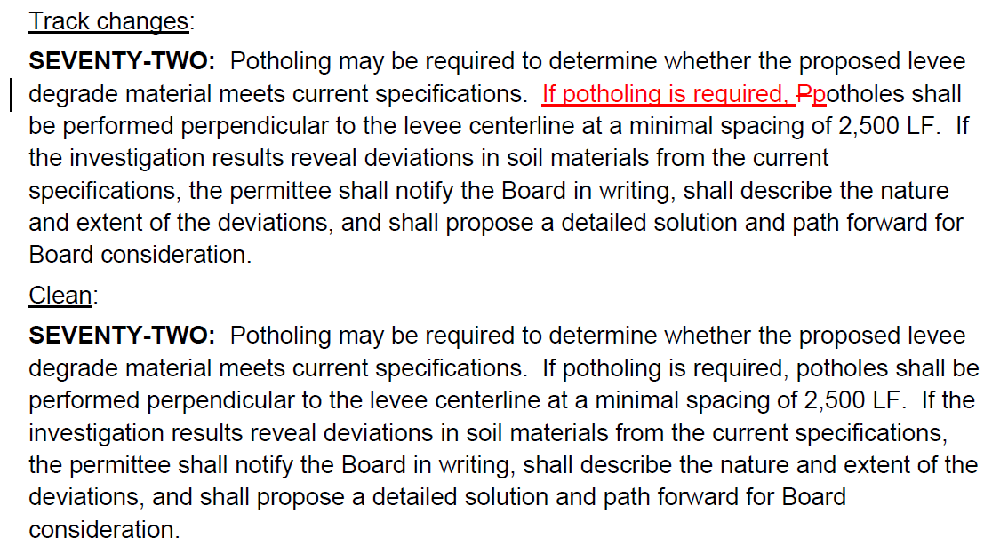 Track changes:
SEVENTY-TWO:  Potholing may be required to determine whether the proposed levee
degrade material meets current specifications.  If potholing is required, Ppotholes shall
be performed perpendicular to the levee centerline at a minimal spacing of 2,500 LF.  If
the investigation results reveal deviations in soil materials from the current
specifications, the permittee shall notify the Board in writing, shall describe the nature
and extent of the deviations, and shall propose a detailed solution and path forward for
Board consideration.
Clean:
SEVENTY-TWO:  Potholing may be required to determine whether the proposed levee
degrade material meets current specifications.  If potholing is required, potholes shall be
performed perpendicular to the levee centerline at a minimal spacing of 2,500 LF.  If the
investigation results reveal deviations in soil materials from the current specifications,
the permittee shall notify the Board in writing, shall describe the nature and extent of the
deviations, and shall propose a detailed solution and path forward for Board
consideration.